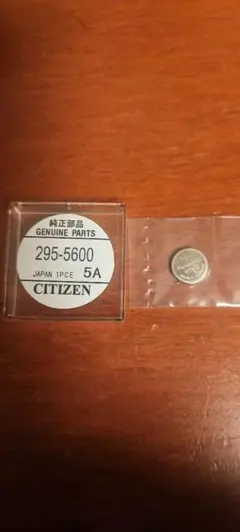 純正部品
GENUINE PARTS
295-5600
JAPAN 1PCE 5A
CITIZEN